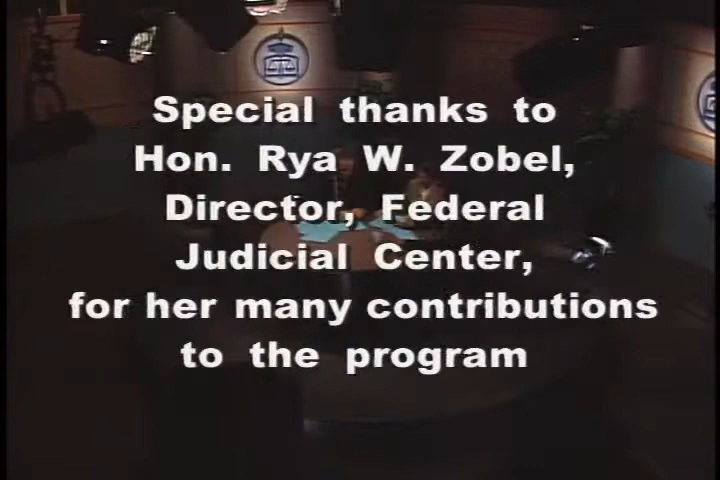 Special thanks to
Hon. Rya W. Zobel,
Director, Federal
Judicial Center,
for her many contributions
to the program